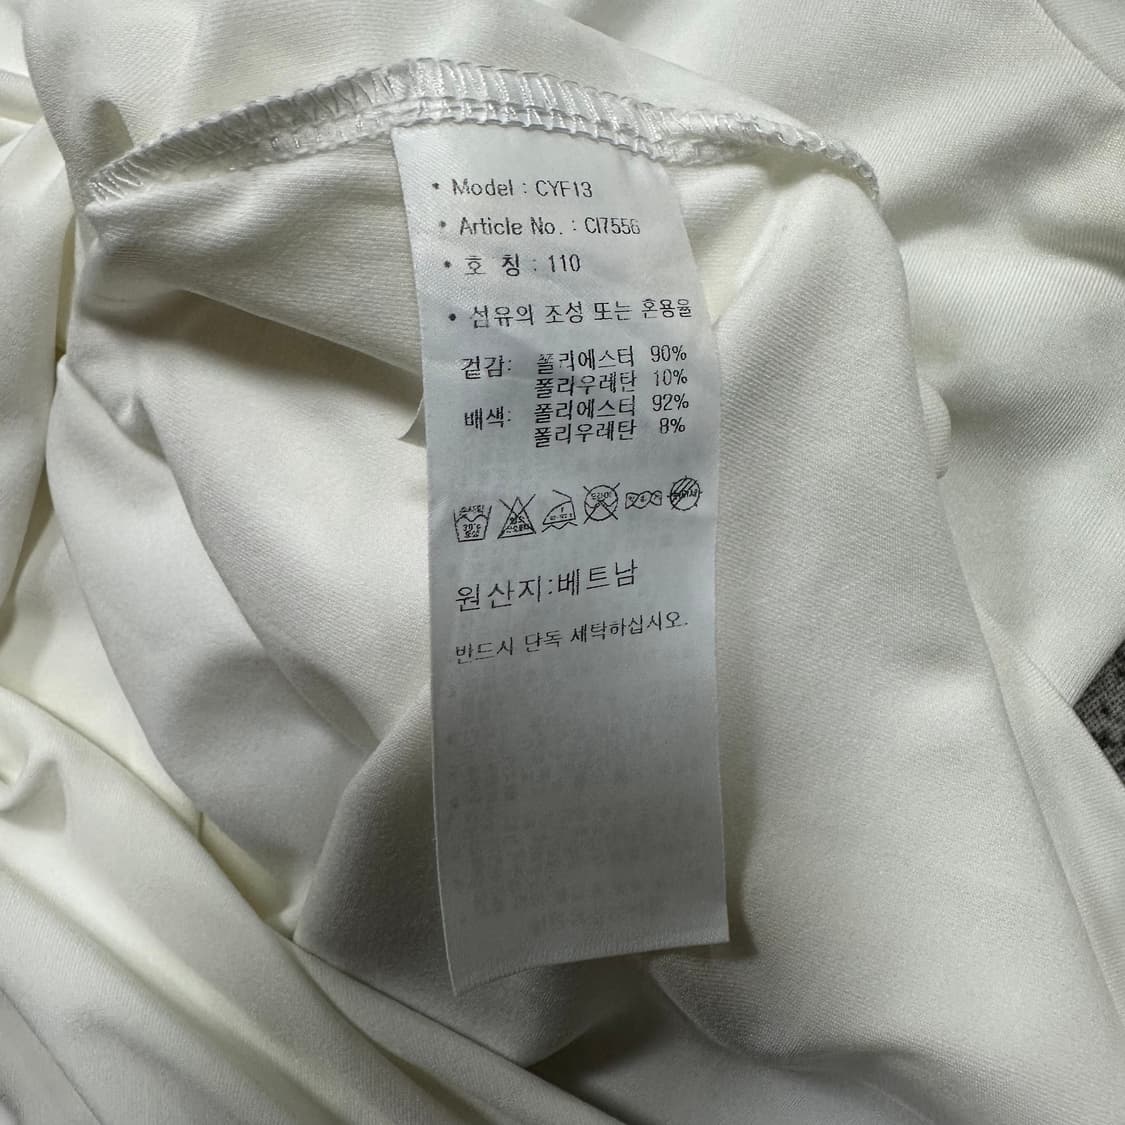 • Model : CYF13
• Article No. : CI7556
• 호 칭 : 110
• 섬유의 조성 또는 혼용율
겉감: 폴리에스터 90%
폴리우레탄 10%
배색: 폴리에스터 92%
폴리우레탄 8%
원산지:베트남
반드시 단독 세탁하십시오.